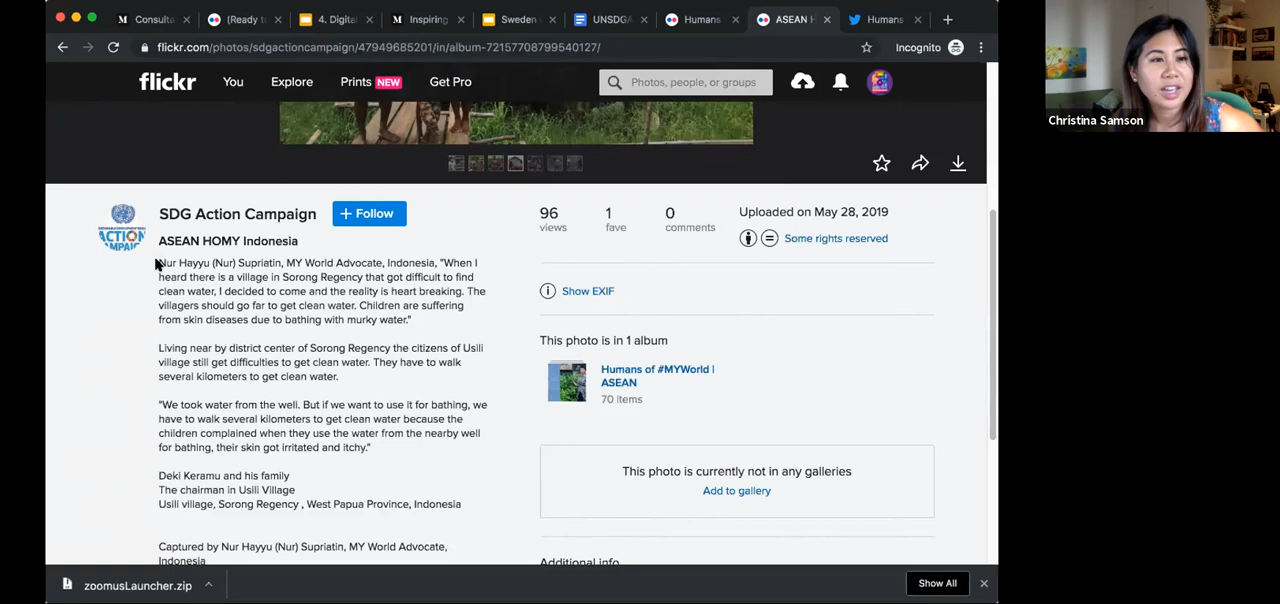 Consulta
(Ready t
4. Digita
Inspiring
Sweden
UNSDGA
Humans
ASEAN H
Humans
flickr.com/photos/sdgactioncampaign/47949685201/in/album-72157708799540127/
Incognito
flickr
You
Explore
Prints NEW
Get Pro
Photos, people, or groups
Christina Samson
SDG Action Campaign
+ Follow
ASEAN HOMY Indonesia
Nur Hayyu (Nur) Supriatin, MY World Advocate, Indonesia, "When I
heard there is a village in Sorong Regency that got difficult to find
clean water, I decided to come and the reality is heart breaking. The
villagers should go far to get clean water. Children are suffering
from skin diseases due to bathing with murky water."
Living near by district center of Sorong Regency the citizens of Usili
village still get difficulties to get clean water. They have to walk
several kilometers to get clean water.
"We took water from the well. But if we want to use it for bathing, we
have to walk several kilometers to get clean water because the
children complained when they use the water from the nearby well
for bathing, their skin got irritated and itchy."
Deki Keramu and his family
The chairman in Usili Village
Usili village, Sorong Regency , West Papua Province, Indonesia
Captured by Nur Hayyu (Nur) Supriatin, MY World Advocate,
Indonesia
96
views
1
fave
0
comments
Uploaded on May 28, 2019
Some rights reserved
Show EXIF
This photo is in 1 album
Humans of #MYWorld |
ASEAN
70 items
This photo is currently not in any galleries
Add to gallery
Additional info
zoomusLauncher.zip
Show All